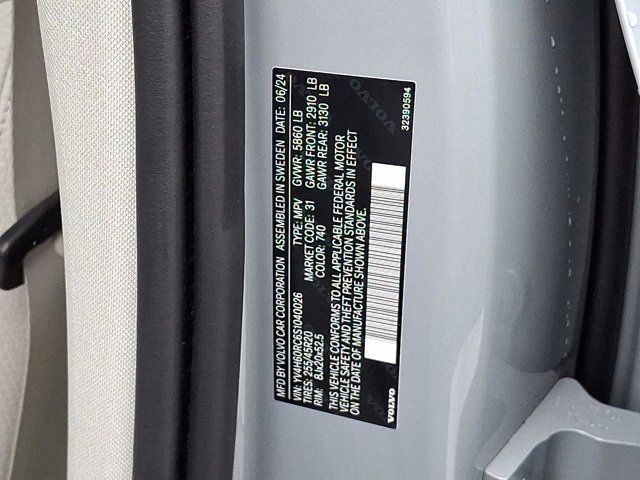 MFD BY VOLVO CAR CORPORATION ASSEMBLED IN SWEDEN DATE: 06/24
VIN: YV4H60RC6S1040026 TYPE: MPV GVWR: 5860 LB
TIRES: 255/45R20 MARKET CODE: 31 GAWR FRONT: 2910 LB
RIM: 8Jx20x52.5 COLOR: 740 GAWR REAR: 3130 LB
THIS VEHICLE CONFORMS TO ALL APPLICABLE FEDERAL MOTOR
VEHICLE SAFETY AND THEFT PREVENTION STANDARDS IN EFFECT
ON THE DATE OF MANUFACTURE SHOWN ABOVE.
VOLVO
32390594